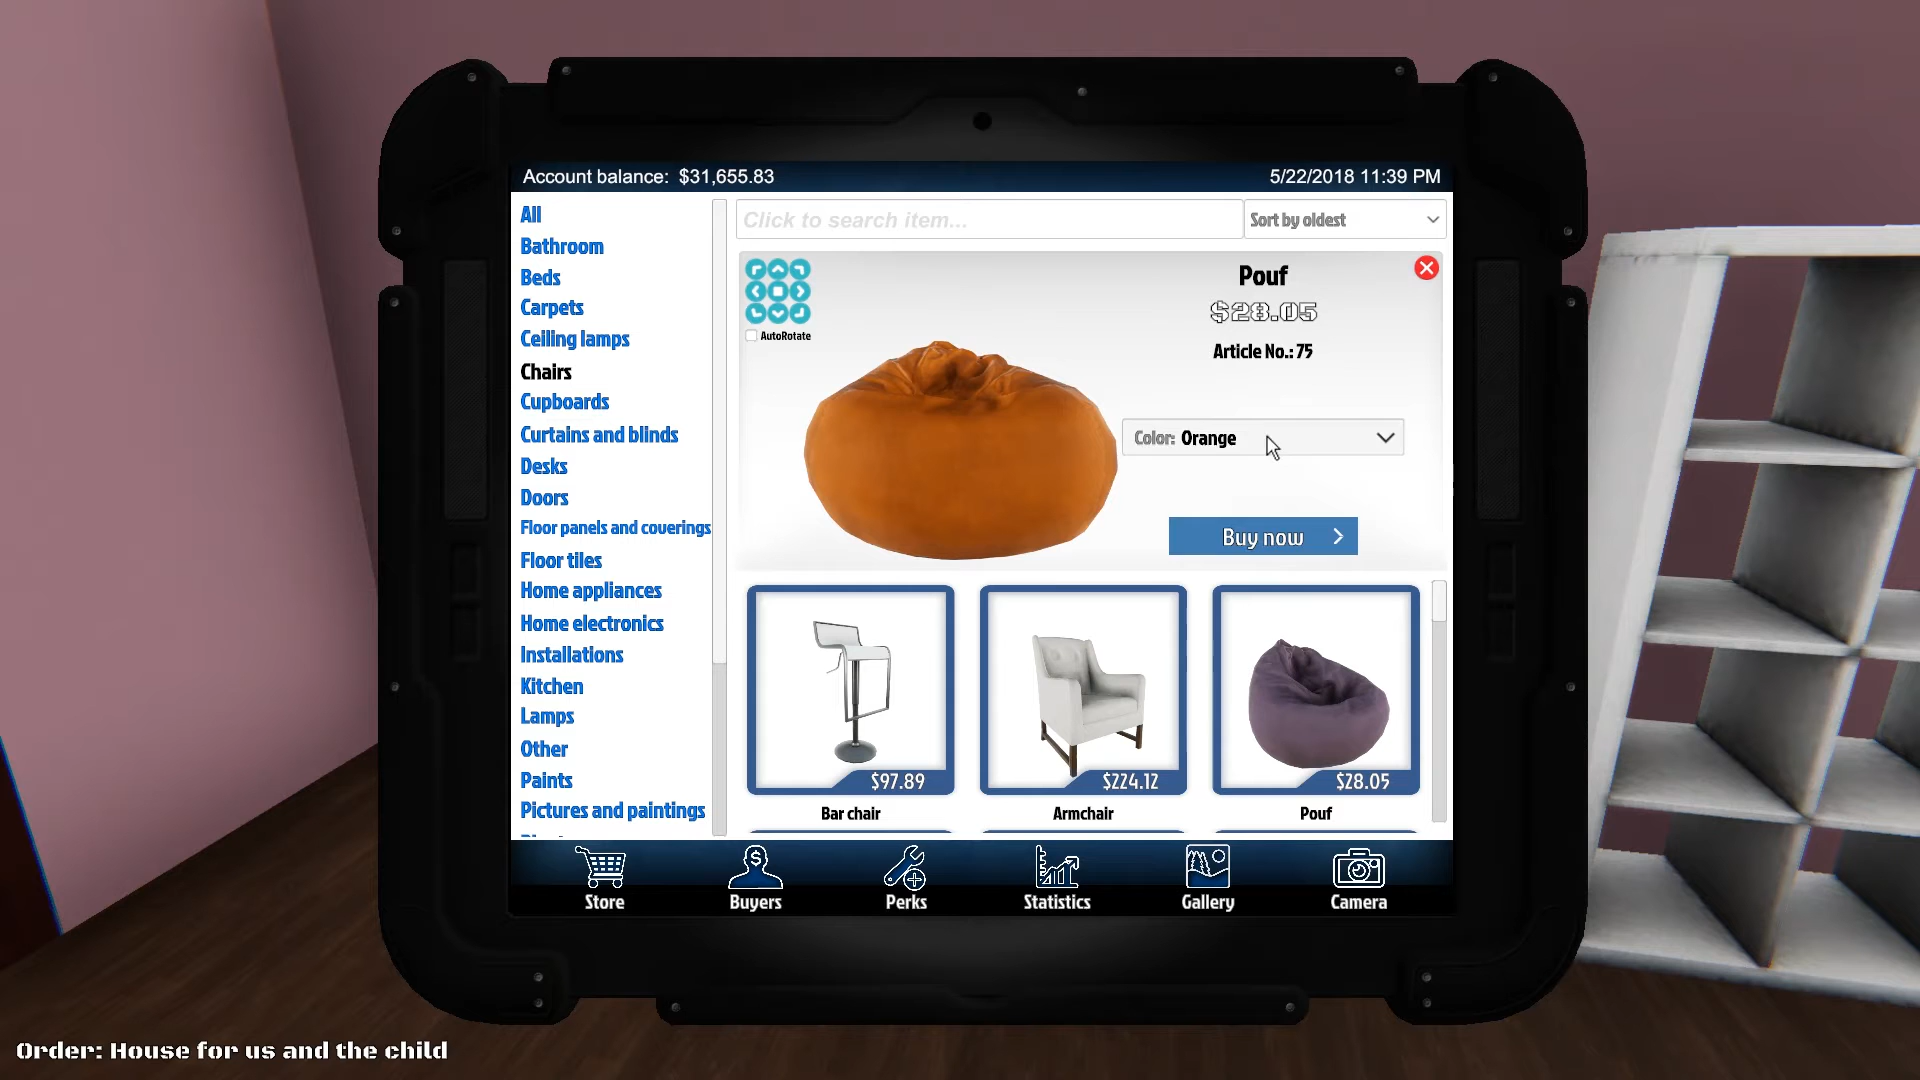 Account balance: $31,655.83
5/22/2018 11:39 PM
All
Bathroom
Beds
Carpets
Ceiling lamps
Chairs
Cupboards
Curtains and blinds
Desks
Doors
Floor panels and coverings
Floor tiles
Home appliances
Home electronics
Installations
Kitchen
Lamps
Other
Paints
Pictures and paintings
Click to search item...
Sort by oldest
AutoRotate
Pouf
$28.05
Article No.: 75
Color: Orange
Buy now
$97.89
Bar chair
$224.12
Armchair
$28.05
Pouf
Store
Buyers
Perks
Statistics
Gallery
Camera
Order: House for us and the child